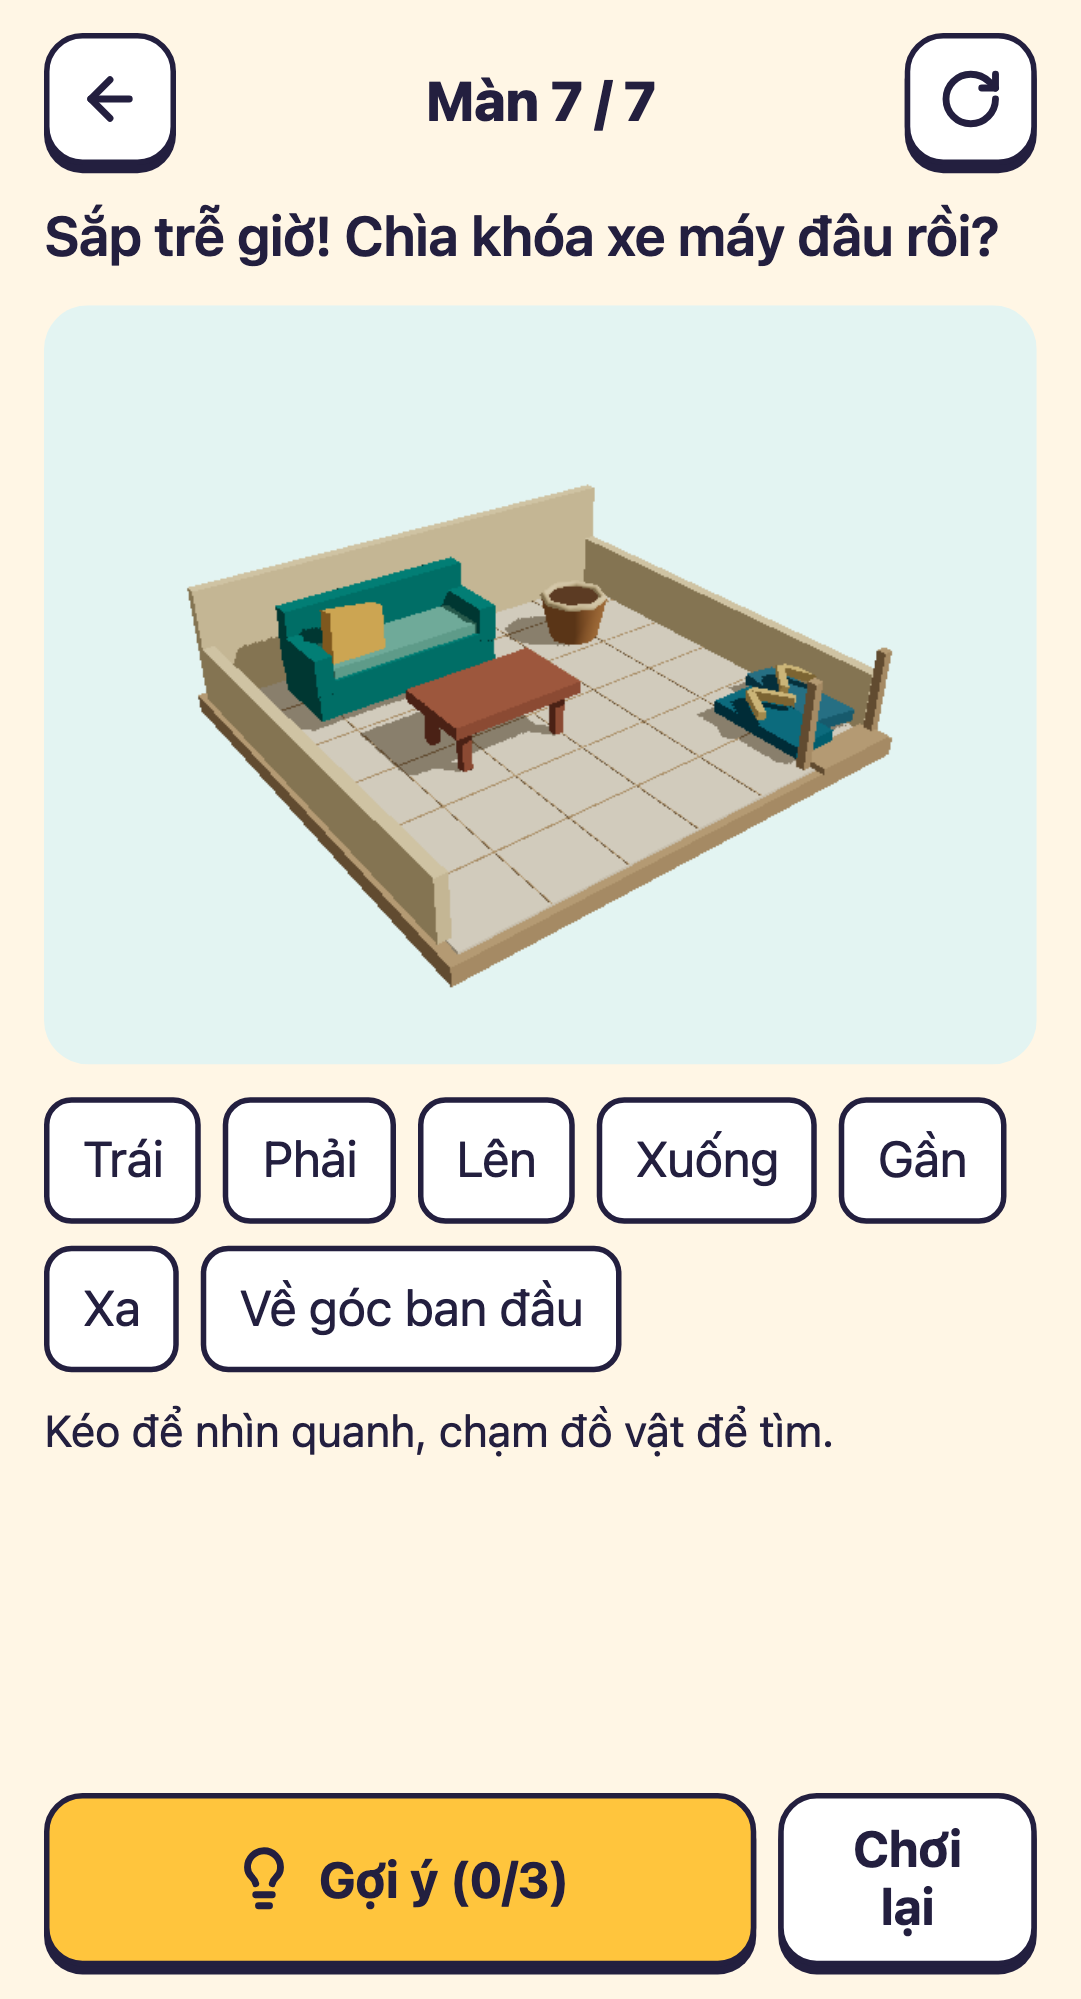 Màn 7 / 7
Sắp trễ giờ! Chìa khóa xe máy đâu rồi?
Trái
Phải
Lên
Xuống
Gần
Xa
Về góc ban đầu
Kéo để nhìn quanh, chạm đồ vật để tìm.
Gợi ý (0/3)
Chơi
lại